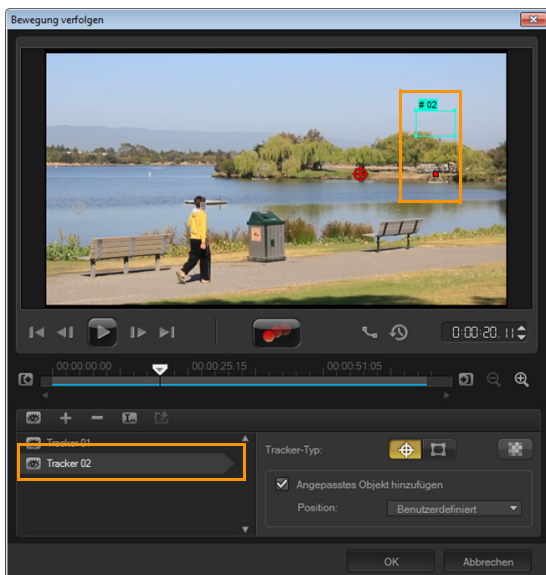 Bewegung verfolgen
# 02
0:00:20.11
00:00:00:00 00:00:25:15 00:00:51:05
Tracker 01
Tracker 02
Tracker-Typ:
Angepasstes Objekt hinzufügen
Position: Benutzerdefiniert
OK Abbrechen